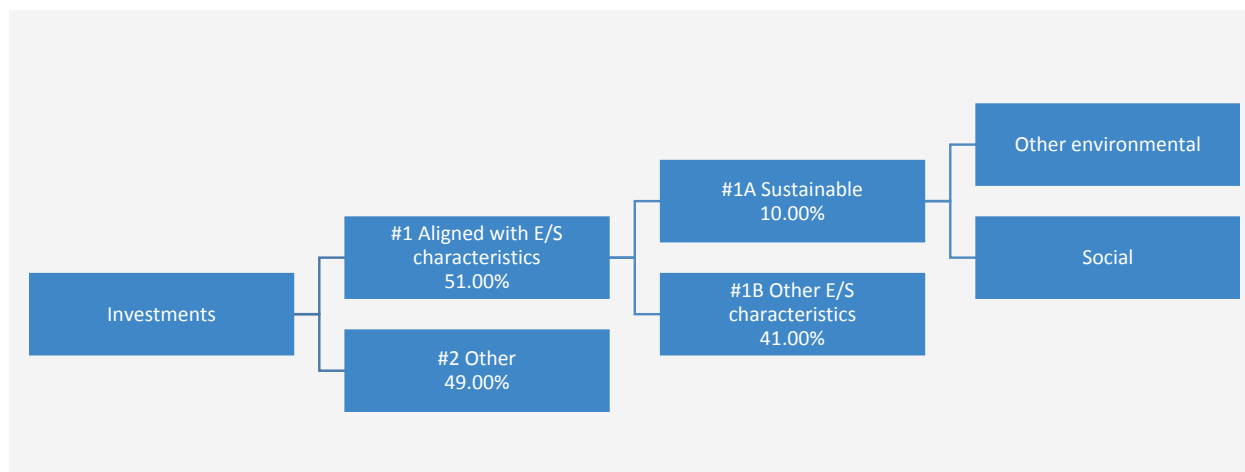 Investments
#1 Aligned with E/S
characteristics
51.00%
#2 Other
49.00%
#1A Sustainable
10.00%
#1B Other E/S
characteristics
41.00%
Other environmental
Social